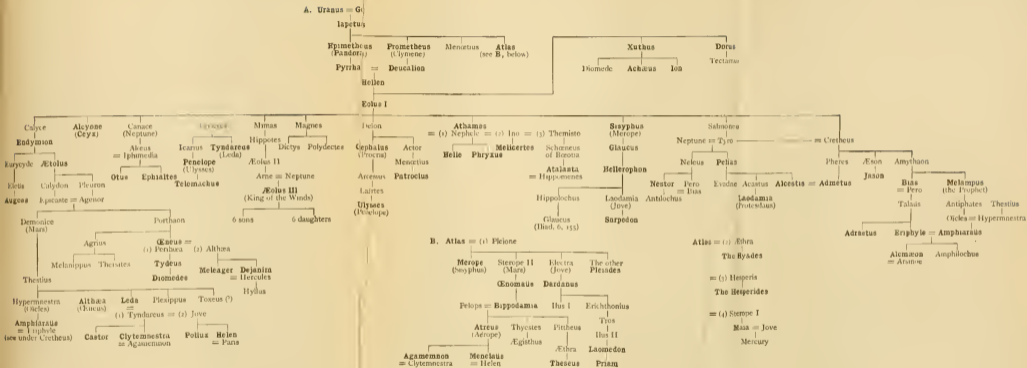 A. Uranus = G
Iapetus
Epimetheus Prometheus Menœtius Atlas Xuthus Dorus
(Pandora) (Clymene) (see B, below) Tectamus
Pyrrha = Deucalion Diomede Achæus Ion
Hellen
Eolus I
Calyce Alcyone Canace Mimas Magnes Deion Athamas Sisyphus Salmoneus
(Ceyx) (Neptune) = (1) Nephele = (2) Ino = (3) Themisto (Merope) Neptune = Tyro = Cretheus
Endymion Aloeus Icarius Tyndareus Hippotes Dictys Polydectes Cephalus Actor Helle Phryxus Melicertes Schœneus Glaucus
= Iphimedia (Leda) (Procris) of Bœotia
Eurycyde Ætolus Penelope Æolus II Menœtius Neleus Pelias Pheres Æson Amythaon
(Ulysses) Atalanta Bellerophon
Otus Ephialtes Telemachus Arne = Neptune Arcesius Patroclus = Hippomenes Jason
Eleus Calydon Pleuron Æolus III Laertes Nestor Pero Evadne Acastus Alcestis = Admetus Bias Melampus
(King of the Winds) = Bias = Pero (the Prophet)
Augeas Epicaste = Agenor Ulysses Hippolochus Laodamia Antilochus Laodamia Talaus Antiphates Thestius
(Penelope) (Jove) (Protesilaus)
Demonice Porthaon 6 sons 6 daughters Glaucus Sarpedon Oicles = Hypermnestra
(Mars) (Iliad, 6, 155)
Agrius Œneus = B. Atlas = (1) Pleione Atlas = (2) Æthra Adrastus Eriphyle = Amphiaraus
(1) Peribœa (2) Althæa
Melanippus Thersites Tydeus Merope Sterope II Electra The other The Hyades Alcmæon Amphilochus
(Sisyphus) (Mars) (Jove) Pleiades = Arsinoë
Diomedes Meleager Dejanira = (3) Hesperis
= Hercules
Thestius Œnomaus Dardanus The Hesperides
Hyllus
Hypermnestra Althæa Leda Plexippus Toxeus (?) Pelops = Hippodamia Ilus I Erichthonius
(Oicles) (Œneus) = = (4) Sterope I
(1) Tyndareus = (2) Jove Tros
Amphiaraus Atreus Thyestes Pittheus Ilus II Maia = Jove
= Eriphyle (Aërope)
(see under Cretheus) Castor Clytemnestra Pollux Helen Ægisthus Mercury
= Agamemnon = Paris
Agamemnon Menelaus Æthra Laomedon
= Clytemnestra = Helen Theseus Priam